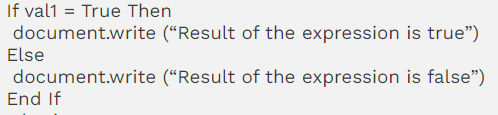 If val1 = True Then
document.write (“Result of the expression is true”)
Else
document.write (“Result of the expression is false”)
End If